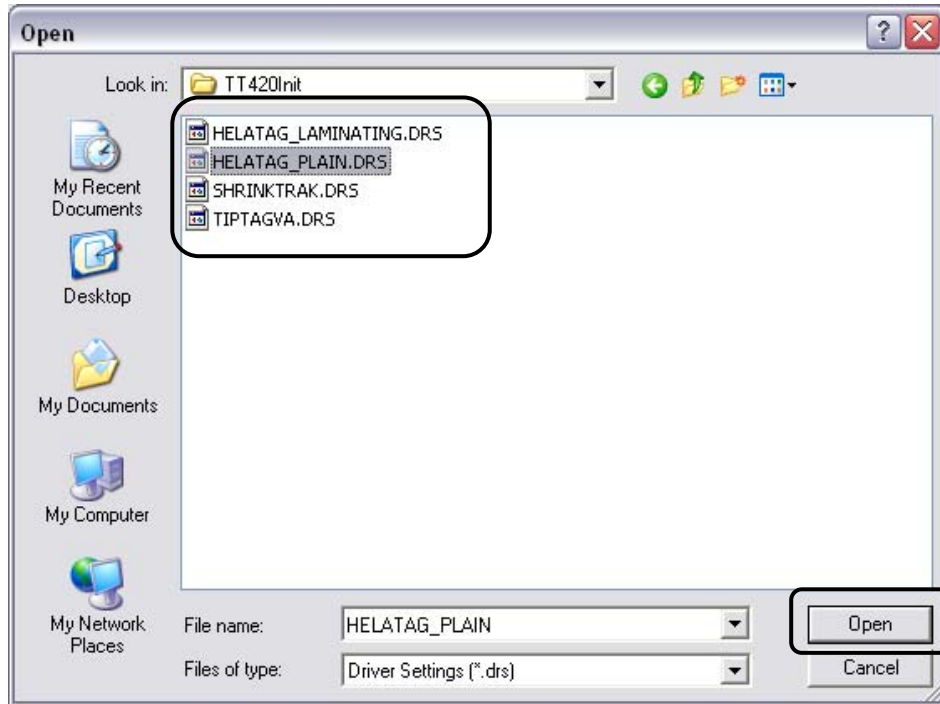 Open
Look in: TT420Init
HELATAG_LAMINATING.DRS
HELATAG_PLAIN.DRS
SHRINKTRAK.DRS
TIPTAGVA.DRS
My Recent
Documents
Desktop
My Documents
My Computer
My Network
Places
File name: HELATAG_PLAIN Open
Files of type: Driver Settings (*.drs) Cancel